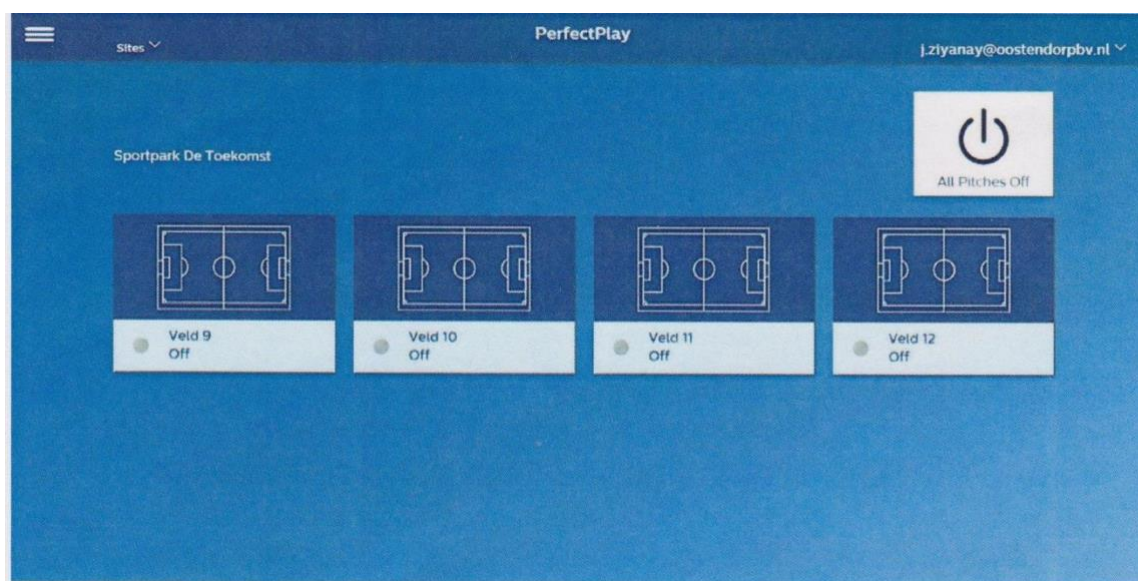 PerfectPlay
Sites
j.ziyanay@oostendorpbv.nl
Sportpark De Toekomst
All Pitches Off
Veld 9
Off
Veld 10
Off
Veld 11
Off
Veld 12
Off